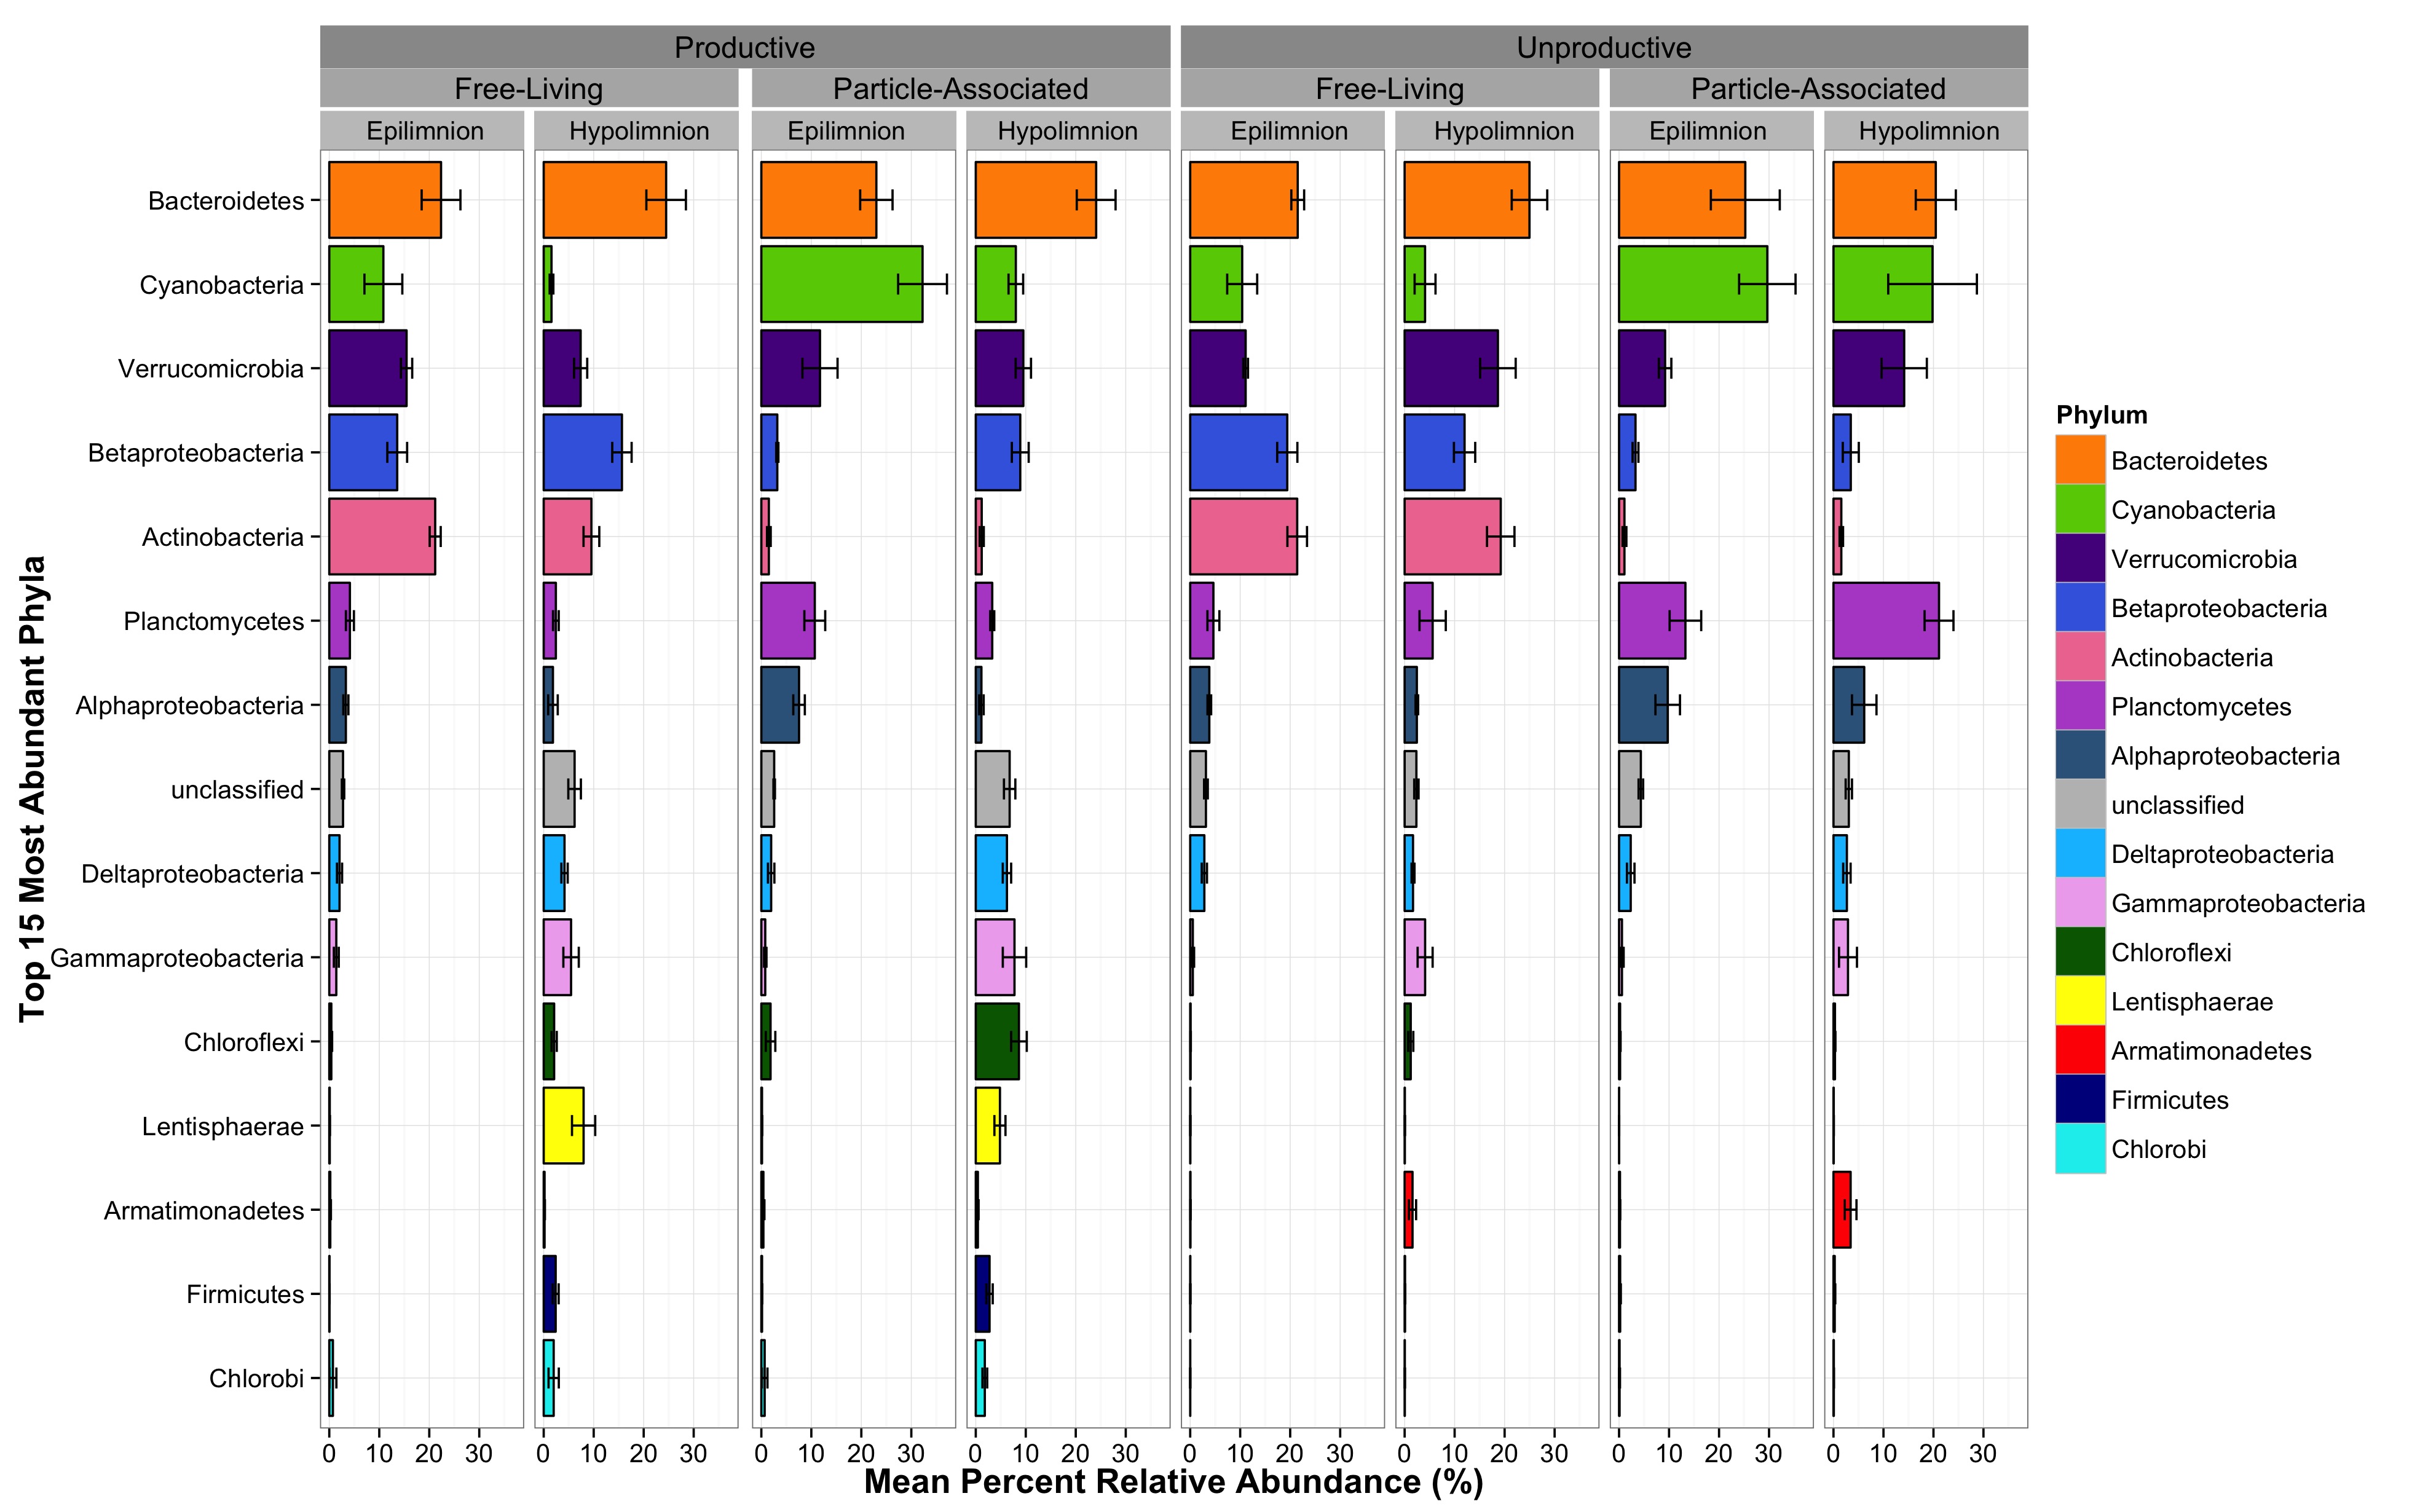 Productive
Unproductive
Free-Living
Particle-Associated
Free-Living
Particle-Associated
Epilimnion
Hypolimnion
Epilimnion
Hypolimnion
Epilimnion
Hypolimnion
Epilimnion
Hypolimnion
Top 15 Most Abundant Phyla
Bacteroidetes
Cyanobacteria
Verrucomicrobia
Betaproteobacteria
Actinobacteria
Planctomycetes
Alphaproteobacteria
unclassified
Deltaproteobacteria
Gammaproteobacteria
Chloroflexi
Lentisphaerae
Armatimonadetes
Firmicutes
Chlorobi
0 10 20 30
0 10 20 30
0 10 20 30
0 10 20 30
0 10 20 30
0 10 20 30
0 10 20 30
0 10 20 30
Mean Percent Relative Abundance (%)
Phylum
Bacteroidetes
Cyanobacteria
Verrucomicrobia
Betaproteobacteria
Actinobacteria
Planctomycetes
Alphaproteobacteria
unclassified
Deltaproteobacteria
Gammaproteobacteria
Chloroflexi
Lentisphaerae
Armatimonadetes
Firmicutes
Chlorobi